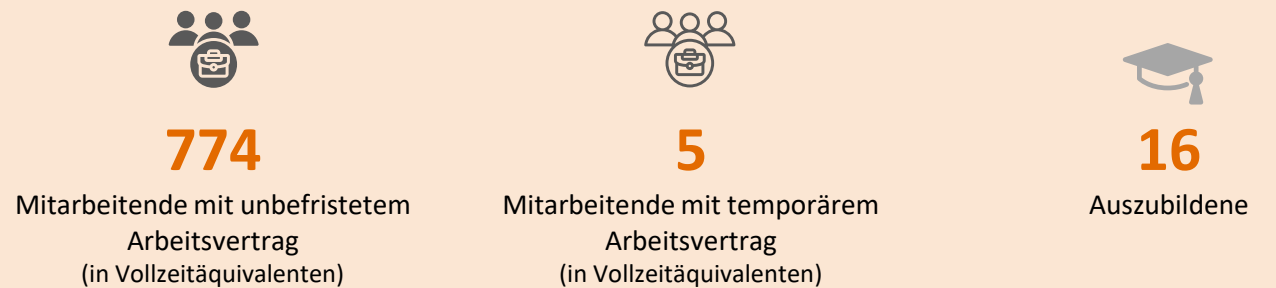 774
Mitarbeitende mit unbefristetem
Arbeitsvertrag
(in Vollzeitäquivalenten)
5
Mitarbeitende mit temporärem
Arbeitsvertrag
(in Vollzeitäquivalenten)
16
Auszubildene